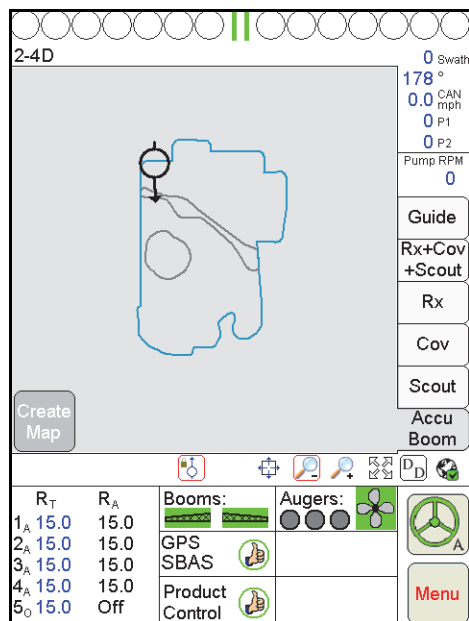 2-4D
0 Swath
178 °
0.0 CAN mph
0 P1
0 P2
Pump RPM
0
Guide
Rx+Cov
+Scout
Rx
Cov
Scout
Accu
Boom
Create
Map
DD
RT RA
1A 15.0 15.0
2A 15.0 15.0
3A 15.0 15.0
4A 15.0 15.0
5O 15.0 Off
Booms:
Augers:
GPS
SBAS
Product
Control
A
Menu